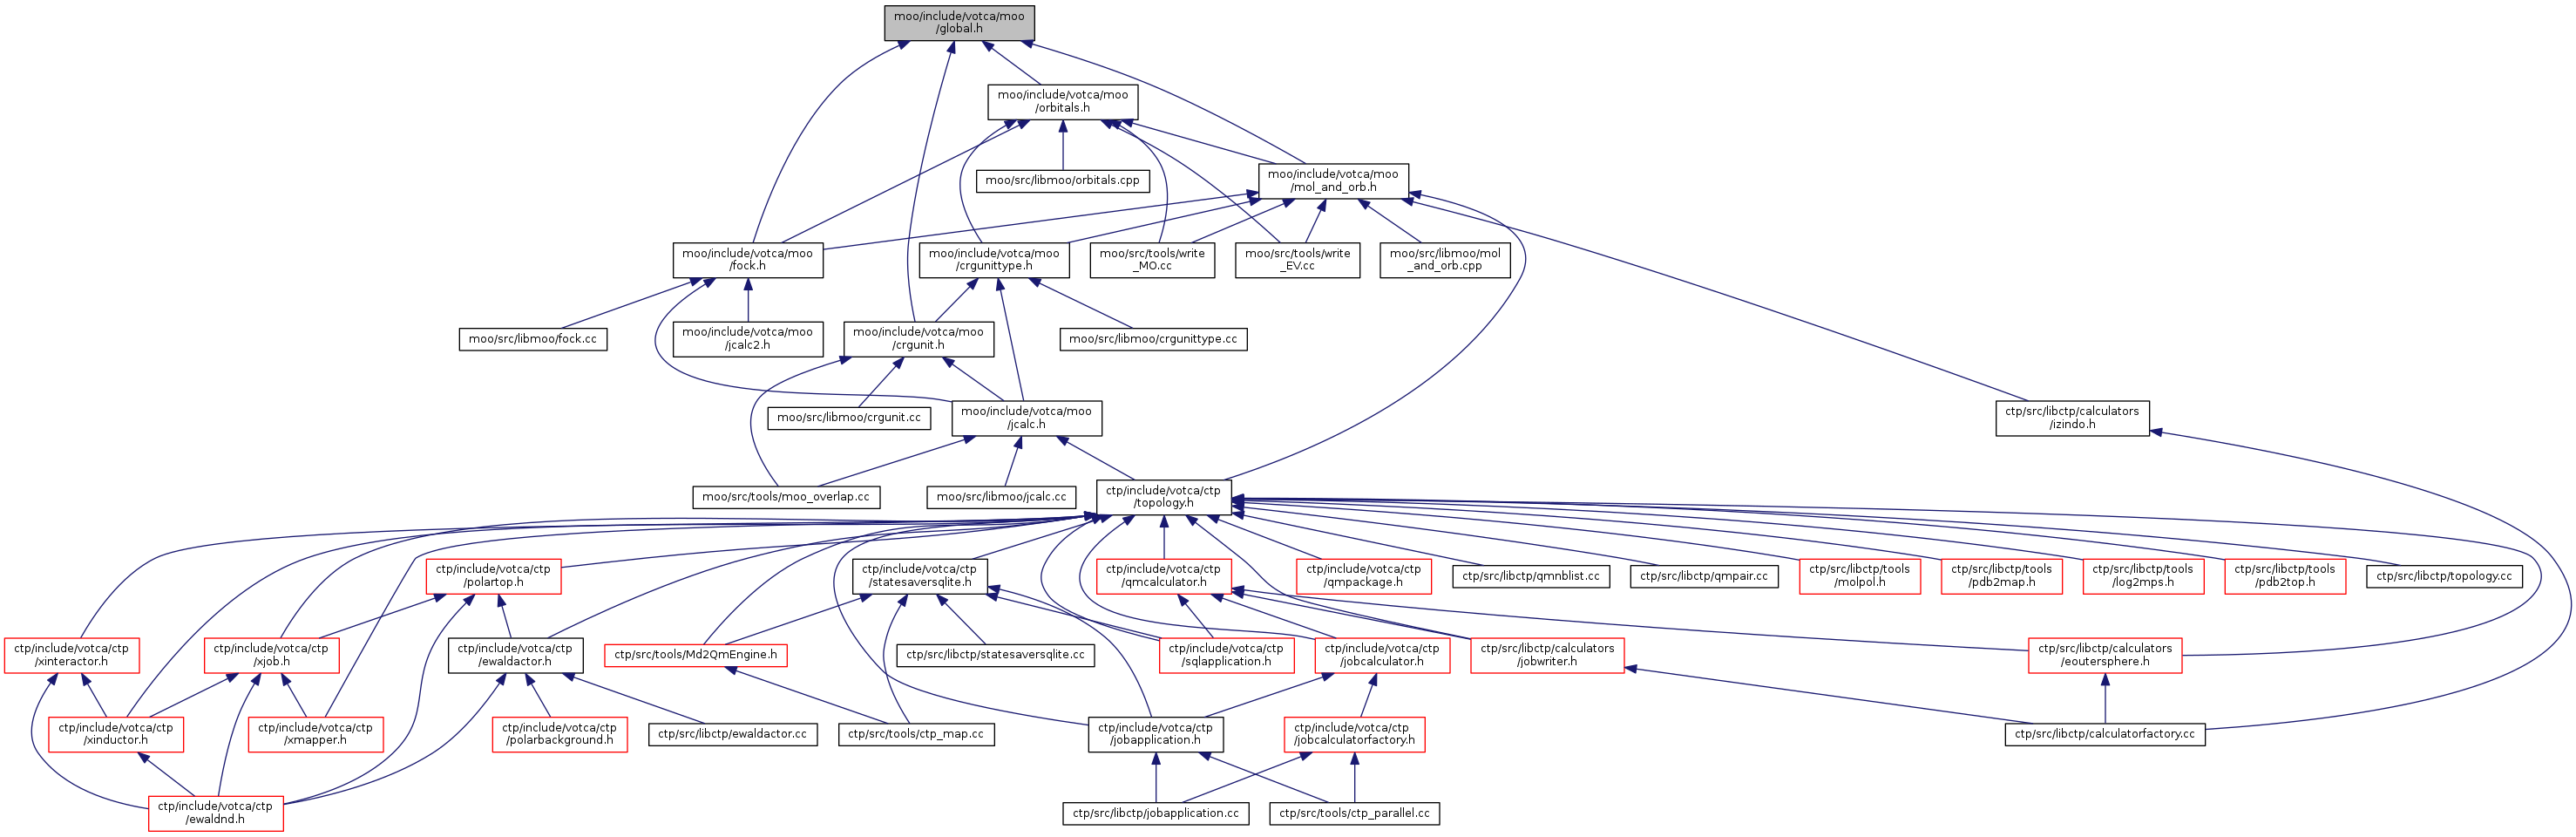 moo/include/votca/moo
/global.h
moo/include/votca/moo
/orbitals.h
moo/src/libmoo/orbitals.cpp
moo/include/votca/moo
/mol_and_orb.h
moo/include/votca/moo
/fock.h
moo/include/votca/moo
/crgunittype.h
moo/src/tools/write
_MO.cc
moo/src/tools/write
_EV.cc
moo/src/libmoo/mol
_and_orb.cpp
moo/src/libmoo/fock.cc
moo/include/votca/moo
/jcalc2.h
moo/include/votca/moo
/crgunit.h
moo/src/libmoo/crgunittype.cc
moo/src/libmoo/crgunit.cc
moo/include/votca/moo
/jcalc.h
ctp/src/libctp/calculators
/izindo.h
moo/src/tools/moo_overlap.cc
moo/src/libmoo/jcalc.cc
ctp/include/votca/ctp
/topology.h
ctp/include/votca/ctp
/polartop.h
ctp/include/votca/ctp
/statesaversqlite.h
ctp/include/votca/ctp
/qmcalculator.h
ctp/include/votca/ctp
/qmpackage.h
ctp/src/libctp/qmnblist.cc
ctp/src/libctp/qmpair.cc
ctp/src/libctp/tools
/molpol.h
ctp/src/libctp/tools
/pdb2map.h
ctp/src/libctp/tools
/log2mps.h
ctp/src/libctp/tools
/pdb2top.h
ctp/src/libctp/topology.cc
ctp/include/votca/ctp
/xinteractor.h
ctp/include/votca/ctp
/xjob.h
ctp/include/votca/ctp
/ewaldactor.h
ctp/src/tools/Md2QmEngine.h
ctp/src/libctp/statesaversqlite.cc
ctp/include/votca/ctp
/sqlapplication.h
ctp/include/votca/ctp
/jobcalculator.h
ctp/src/libctp/calculators
/jobwriter.h
ctp/src/libctp/calculators
/eoutersphere.h
ctp/include/votca/ctp
/xinductor.h
ctp/include/votca/ctp
/xmapper.h
ctp/include/votca/ctp
/polarbackground.h
ctp/src/libctp/ewaldactor.cc
ctp/src/tools/ctp_map.cc
ctp/include/votca/ctp
/jobapplication.h
ctp/include/votca/ctp
/jobcalculatorfactory.h
ctp/src/libctp/calculatorfactory.cc
ctp/include/votca/ctp
/ewaldnd.h
ctp/src/libctp/jobapplication.cc
ctp/src/tools/ctp_parallel.cc